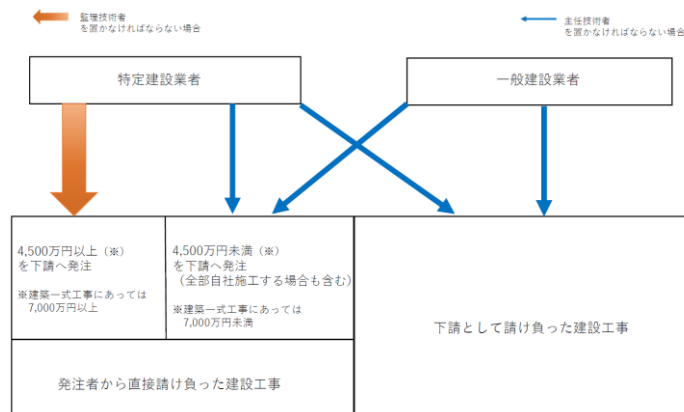 監理技術者
を置かなければならない場合
主任技術者
を置かなければならない場合
特定建設業者
一般建設業者
4,500万円以上（※）
を下請へ発注
※建築一式工事にあっては
7,000万円以上
4,500万円未満（※）
を下請へ発注
（全部自社施工する場合も含む）
※建築一式工事にあっては
7,000万円未満
下請として請け負った建設工事
発注者から直接請け負った建設工事